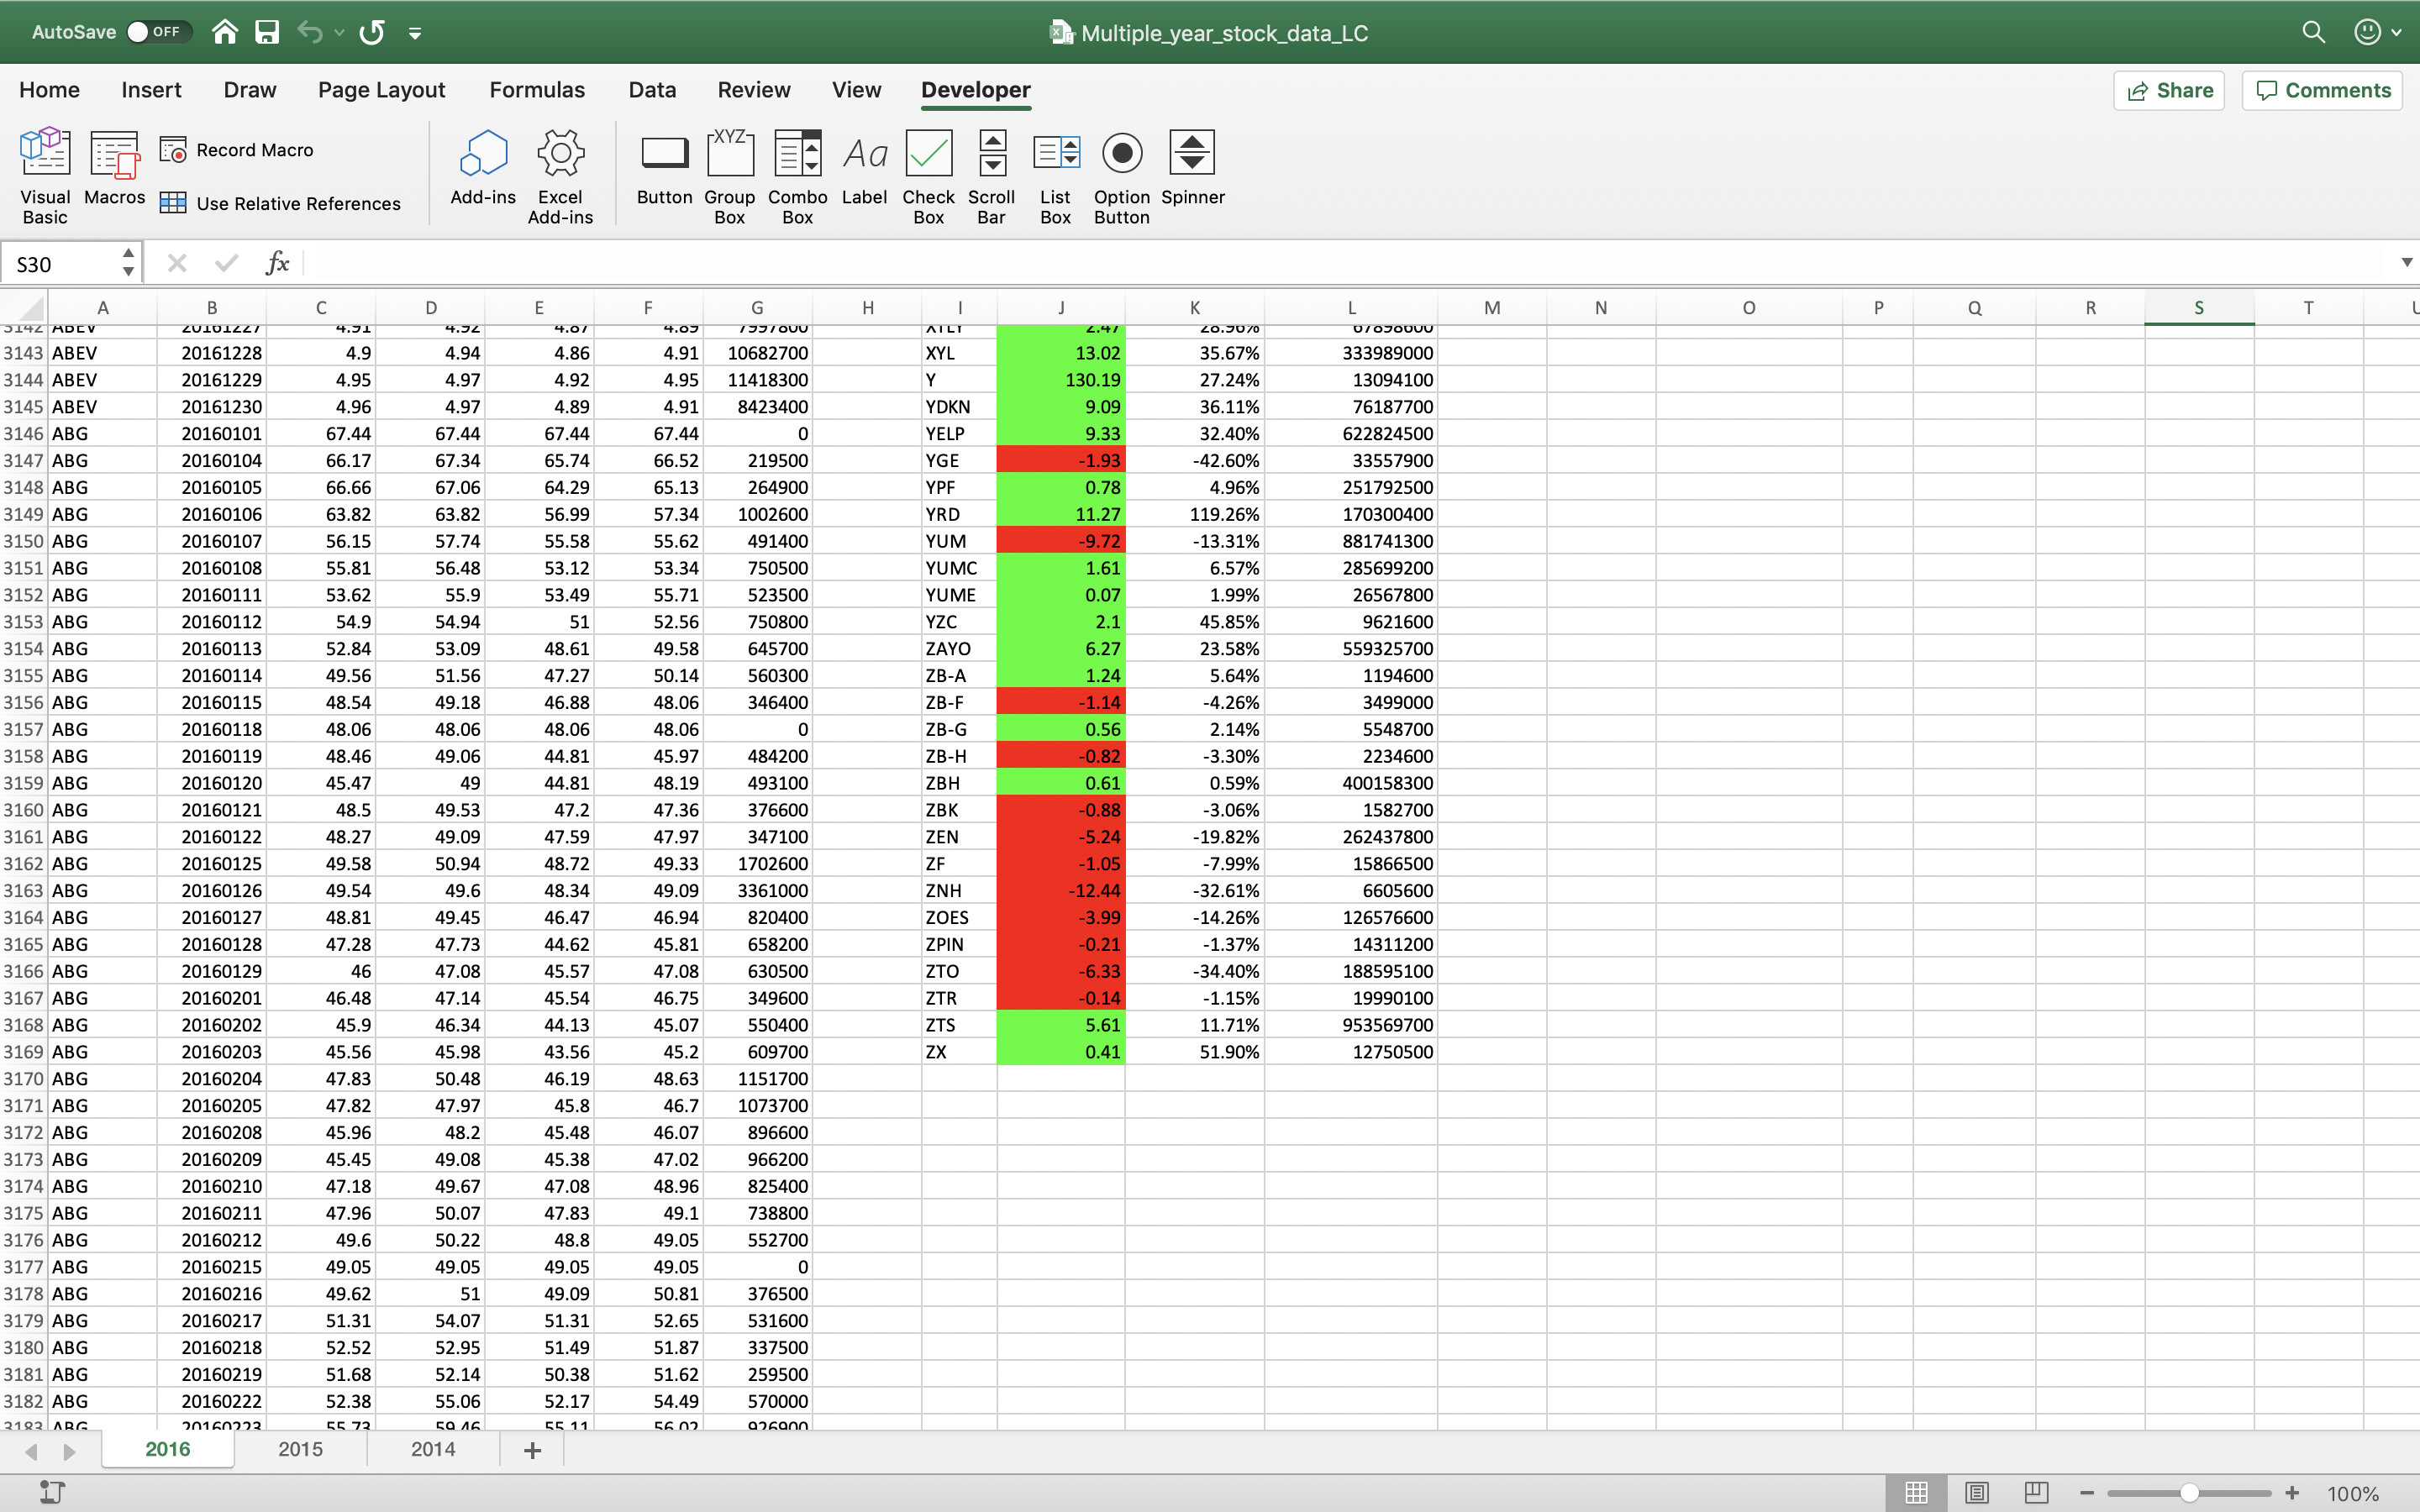 AutoSave OFF Multiple_year_stock_data_LC
Home Insert Draw Page Layout Formulas Data Review View Developer Share Comments
Visual Basic Macros Record Macro Use Relative References Add-ins Excel Add-ins Button Group Box Combo Box Label Check Box Scroll Bar List Box Option Button Spinner
XYZ Aa
S30 fx
A B C D E F G H I J K L M N O P Q R S T U
3142 ABEV 20161227 4.91 4.92 4.87 4.89 7997800 XTLY 2.47 28.96% 67898600
3143 ABEV 20161228 4.9 4.94 4.86 4.91 10682700 XYL 13.02 35.67% 333989000
3144 ABEV 20161229 4.95 4.97 4.92 4.95 11418300 Y 130.19 27.24% 13094100
3145 ABEV 20161230 4.96 4.97 4.89 4.91 8423400 YDKN 9.09 36.11% 76187700
3146 ABG 20160101 67.44 67.44 67.44 67.44 0 YELP 9.33 32.40% 622824500
3147 ABG 20160104 66.17 67.34 65.74 66.52 219500 YGE -1.93 -42.60% 33557900
3148 ABG 20160105 66.66 67.06 64.29 65.13 264900 YPF 0.78 4.96% 251792500
3149 ABG 20160106 63.82 63.82 56.99 57.34 1002600 YRD 11.27 119.26% 170300400
3150 ABG 20160107 56.15 57.74 55.58 55.62 491400 YUM -9.72 -13.31% 881741300
3151 ABG 20160108 55.81 56.48 53.12 53.34 750500 YUMC 1.61 6.57% 285699200
3152 ABG 20160111 53.62 55.9 53.49 55.71 523500 YUME 0.07 1.99% 26567800
3153 ABG 20160112 54.9 54.94 51 52.56 750800 YZC 2.1 45.85% 9621600
3154 ABG 20160113 52.84 53.09 48.61 49.58 645700 ZAYO 6.27 23.58% 559325700
3155 ABG 20160114 49.56 51.56 47.27 50.14 560300 ZB-A 1.24 5.64% 1194600
3156 ABG 20160115 48.54 49.18 46.88 48.06 346400 ZB-F -1.14 -4.26% 3499000
3157 ABG 20160118 48.06 48.06 48.06 48.06 0 ZB-G 0.56 2.14% 5548700
3158 ABG 20160119 48.46 49.06 44.81 45.97 484200 ZB-H -0.82 -3.30% 2234600
3159 ABG 20160120 45.47 49 44.81 48.19 493100 ZBH 0.61 0.59% 400158300
3160 ABG 20160121 48.5 49.53 47.2 47.36 376600 ZBK -0.88 -3.06% 1582700
3161 ABG 20160122 48.27 49.09 47.59 47.97 347100 ZEN -5.24 -19.82% 262437800
3162 ABG 20160125 49.58 50.94 48.72 49.33 1702600 ZF -1.05 -7.99% 15866500
3163 ABG 20160126 49.54 49.6 48.34 49.09 3361000 ZNH -12.44 -32.61% 6605600
3164 ABG 20160127 48.81 49.45 46.47 46.94 820400 ZOES -3.99 -14.26% 126576600
3165 ABG 20160128 47.28 47.73 44.62 45.81 658200 ZPIN -0.21 -1.37% 14311200
3166 ABG 20160129 46 47.08 45.57 47.08 630500 ZTO -6.33 -34.40% 188595100
3167 ABG 20160201 46.48 47.14 45.54 46.75 349600 ZTR -0.14 -1.15% 19990100
3168 ABG 20160202 45.9 46.34 44.13 45.07 550400 ZTS 5.61 11.71% 953569700
3169 ABG 20160203 45.56 45.98 43.56 45.2 609700 ZX 0.41 51.90% 12750500
3170 ABG 20160204 47.83 50.48 46.19 48.63 1151700
3171 ABG 20160205 47.82 47.97 45.8 46.7 1073700
3172 ABG 20160208 45.96 48.2 45.48 46.07 896600
3173 ABG 20160209 45.45 49.08 45.38 47.02 966200
3174 ABG 20160210 47.18 49.67 47.08 48.96 825400
3175 ABG 20160211 47.96 50.07 47.83 49.1 738800
3176 ABG 20160212 49.6 50.22 48.8 49.05 552700
3177 ABG 20160215 49.05 49.05 49.05 49.05 0
3178 ABG 20160216 49.62 51 49.09 50.81 376500
3179 ABG 20160217 51.31 54.07 51.31 52.65 531600
3180 ABG 20160218 52.52 52.95 51.49 51.87 337500
3181 ABG 20160219 51.68 52.14 50.38 51.62 259500
3182 ABG 20160222 52.38 55.06 52.17 54.49 570000
3183 ABG 20160223 55.73 59.46 55.11 56.02 926900
2016 2015 2014 +
100%